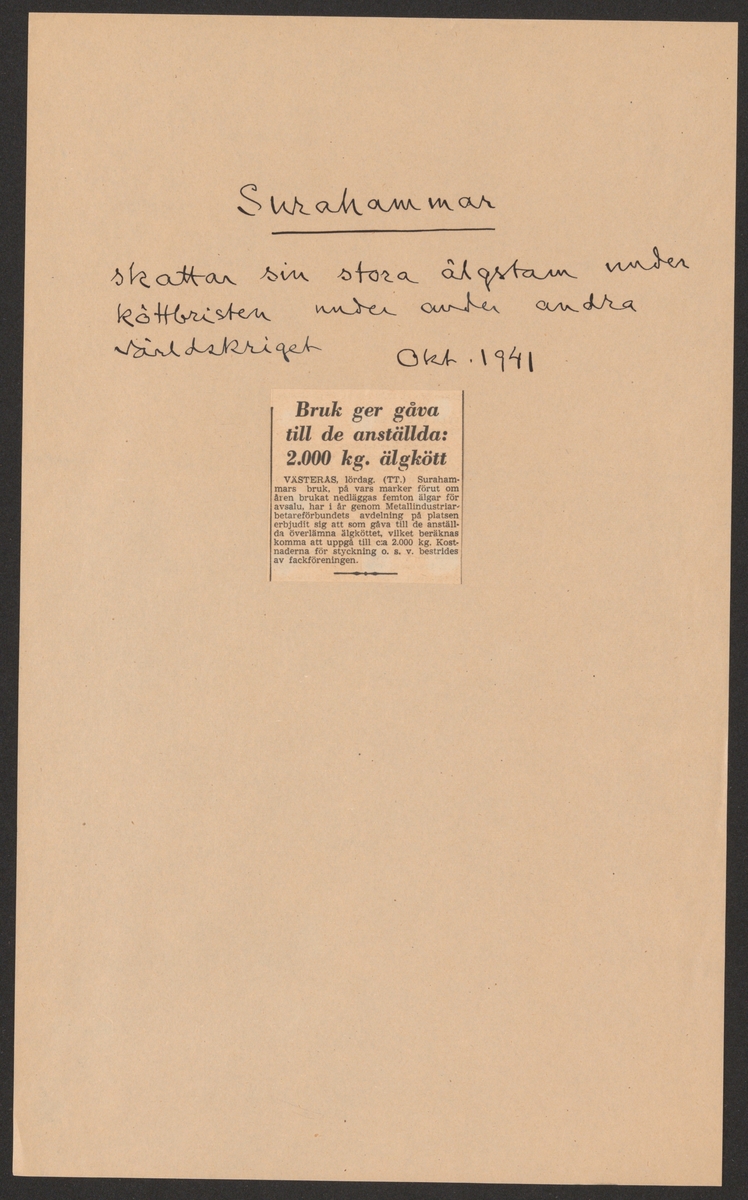 Surahammar
skattar sin stora älgstam under
köttbristen under under andra
världskriget Okt. 1941
Bruk ger gåva
till de anställda:
2.000 kg. älgkött
VÄSTERÅS, lördag. (TT.) Suraham-
mars bruk, på vars marker förut om
åren brukat nedläggas femton älgar för
avsalu, har i år genom Metallindustriar-
betareförbundets avdelning på platsen
erbjudit sig att som gåva till de anställ-
da överlämna älgköttet, vilket beräknas
komma att uppgå till c:a 2.000 kg. Kost-
naderna för styckning o. s. v. bestrides
av fackföreningen.